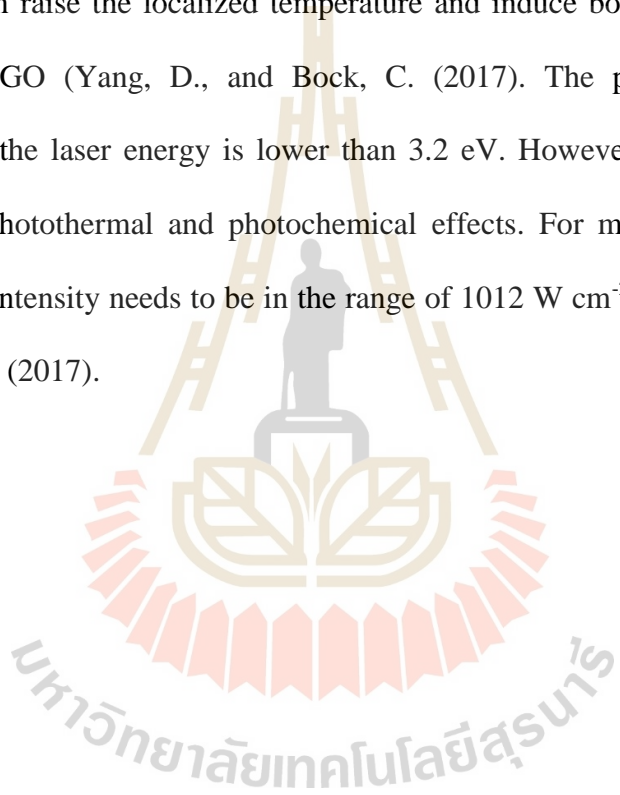 raise the localized temperature and induce bo
GO (Yang, D., and Bock, C. (2017). The p
the laser energy is lower than 3.2 eV. Howeve
hotothermal and photochemical effects. For m
ntensity needs to be in the range of 1012 W cm-
(2017).
มหาวิทยาลัยเทคโนโลยีสุรนารี